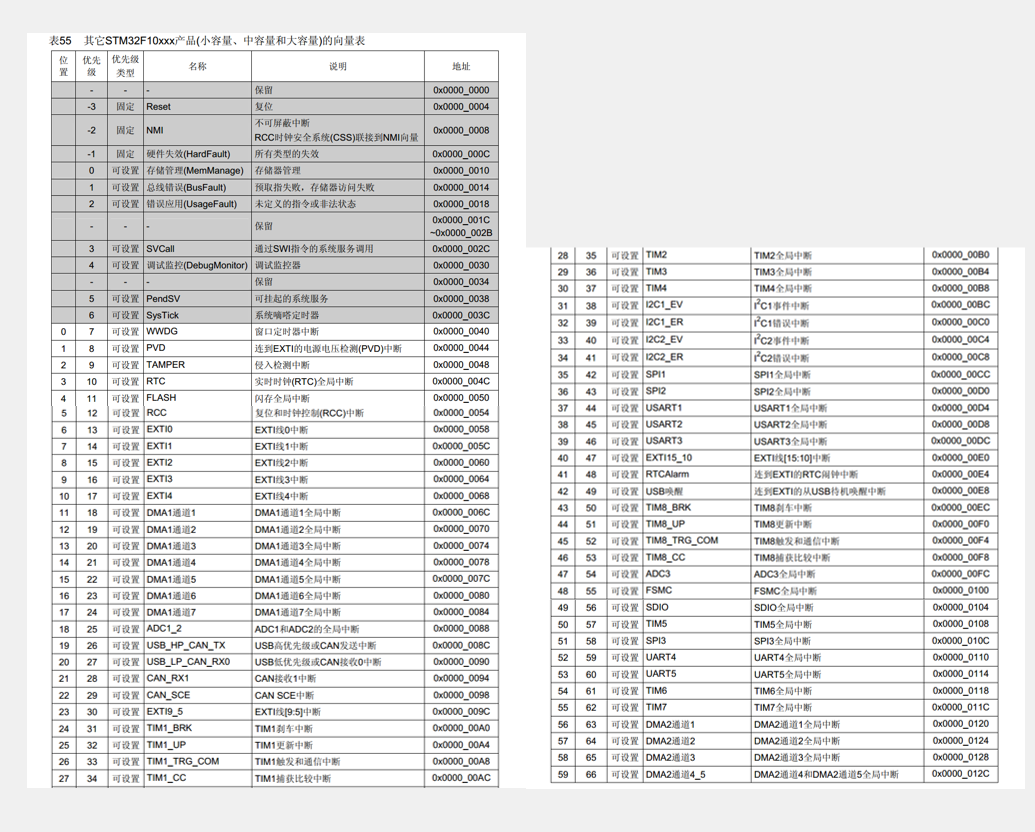 表55 其它STM32F10xxx产品(小容量、中容量和大容量)的向量表
位置 优先级 优先级类型 名称 说明 地址
- - - 保留 0x0000_0000
-3 固定 Reset 复位 0x0000_0004
-2 固定 NMI 不可屏蔽中断
RCC时钟安全系统(CSS)联接到NMI向量 0x0000_0008
-1 固定 硬件失效(HardFault) 所有类型的失效 0x0000_000C
0 可设置 存储管理(MemManage) 存储器管理 0x0000_0010
1 可设置 总线错误(BusFault) 预取指失败，存储器访问失败 0x0000_0014
2 可设置 错误应用(UsageFault) 未定义的指令或非法状态 0x0000_0018
- - - 保留 0x0000_001C
~0x0000_002B
3 可设置 SVCall 通过SWI指令的系统服务调用 0x0000_002C
4 可设置 调试监控(DebugMonitor) 调试监控器 0x0000_0030
- - - 保留 0x0000_0034
5 可设置 PendSV 可挂起的系统服务 0x0000_0038
6 可设置 SysTick 系统嘀嗒定时器 0x0000_003C
0 7 可设置 WWDG 窗口定时器中断 0x0000_0040
1 8 可设置 PVD 连到EXTI的电源电压检测(PVD)中断 0x0000_0044
2 9 可设置 TAMPER 侵入检测中断 0x0000_0048
3 10 可设置 RTC 实时时钟(RTC)全局中断 0x0000_004C
4 11 可设置 FLASH 闪存全局中断 0x0000_0050
5 12 可设置 RCC 复位和时钟控制(RCC)中断 0x0000_0054
6 13 可设置 EXTI0 EXTI线0中断 0x0000_0058
7 14 可设置 EXTI1 EXTI线1中断 0x0000_005C
8 15 可设置 EXTI2 EXTI线2中断 0x0000_0060
9 16 可设置 EXTI3 EXTI线3中断 0x0000_0064
10 17 可设置 EXTI4 EXTI线4中断 0x0000_0068
11 18 可设置 DMA1通道1 DMA1通道1全局中断 0x0000_006C
12 19 可设置 DMA1通道2 DMA1通道2全局中断 0x0000_0070
13 20 可设置 DMA1通道3 DMA1通道3全局中断 0x0000_0074
14 21 可设置 DMA1通道4 DMA1通道4全局中断 0x0000_0078
15 22 可设置 DMA1通道5 DMA1通道5全局中断 0x0000_007C
16 23 可设置 DMA1通道6 DMA1通道6全局中断 0x0000_0080
17 24 可设置 DMA1通道7 DMA1通道7全局中断 0x0000_0084
18 25 可设置 ADC1_2 ADC1和ADC2的全局中断 0x0000_0088
19 26 可设置 USB_HP_CAN_TX USB高优先级或CAN发送中断 0x0000_008C
20 27 可设置 USB_LP_CAN_RX0 USB低优先级或CAN接收0中断 0x0000_0090
21 28 可设置 CAN_RX1 CAN接收1中断 0x0000_0094
22 29 可设置 CAN_SCE CAN SCE中断 0x0000_0098
23 30 可设置 EXTI9_5 EXTI线[9:5]中断 0x0000_009C
24 31 可设置 TIM1_BRK TIM1刹车中断 0x0000_00A0
25 32 可设置 TIM1_UP TIM1更新中断 0x0000_00A4
26 33 可设置 TIM1_TRG_COM TIM1触发和通信中断 0x0000_00A8
27 34 可设置 TIM1_CC TIM1捕获比较中断 0x0000_00AC
28 35 可设置 TIM2 TIM2全局中断 0x0000_00B0
29 36 可设置 TIM3 TIM3全局中断 0x0000_00B4
30 37 可设置 TIM4 TIM4全局中断 0x0000_00B8
31 38 可设置 I2C1_EV I²C1事件中断 0x0000_00BC
32 39 可设置 I2C1_ER I²C1错误中断 0x0000_00C0
33 40 可设置 I2C2_EV I²C2事件中断 0x0000_00C4
34 41 可设置 I2C2_ER I²C2错误中断 0x0000_00C8
35 42 可设置 SPI1 SPI1全局中断 0x0000_00CC
36 43 可设置 SPI2 SPI2全局中断 0x0000_00D0
37 44 可设置 USART1 USART1全局中断 0x0000_00D4
38 45 可设置 USART2 USART2全局中断 0x0000_00D8
39 46 可设置 USART3 USART3全局中断 0x0000_00DC
40 47 可设置 EXTI15_10 EXTI线[15:10]中断 0x0000_00E0
41 48 可设置 RTCAlarm 连到EXTI的RTC闹钟中断 0x0000_00E4
42 49 可设置 USB唤醒 连到EXTI的从USB待机唤醒中断 0x0000_00E8
43 50 可设置 TIM8_BRK TIM8刹车中断 0x0000_00EC
44 51 可设置 TIM8_UP TIM8更新中断 0x0000_00F0
45 52 可设置 TIM8_TRG_COM TIM8触发和通信中断 0x0000_00F4
46 53 可设置 TIM8_CC TIM8捕获比较中断 0x0000_00F8
47 54 可设置 ADC3 ADC3全局中断 0x0000_00FC
48 55 可设置 FSMC FSMC全局中断 0x0000_0100
49 56 可设置 SDIO SDIO全局中断 0x0000_0104
50 57 可设置 TIM5 TIM5全局中断 0x0000_0108
51 58 可设置 SPI3 SPI3全局中断 0x0000_010C
52 59 可设置 UART4 UART4全局中断 0x0000_0110
53 60 可设置 UART5 UART5全局中断 0x0000_0114
54 61 可设置 TIM6 TIM6全局中断 0x0000_0118
55 62 可设置 TIM7 TIM7全局中断 0x0000_011C
56 63 可设置 DMA2通道1 DMA2通道1全局中断 0x0000_0120
57 64 可设置 DMA2通道2 DMA2通道2全局中断 0x0000_0124
58 65 可设置 DMA2通道3 DMA2通道3全局中断 0x0000_0128
59 66 可设置 DMA2通道4_5 DMA2通道4和DMA2通道5全局中断 0x0000_012C